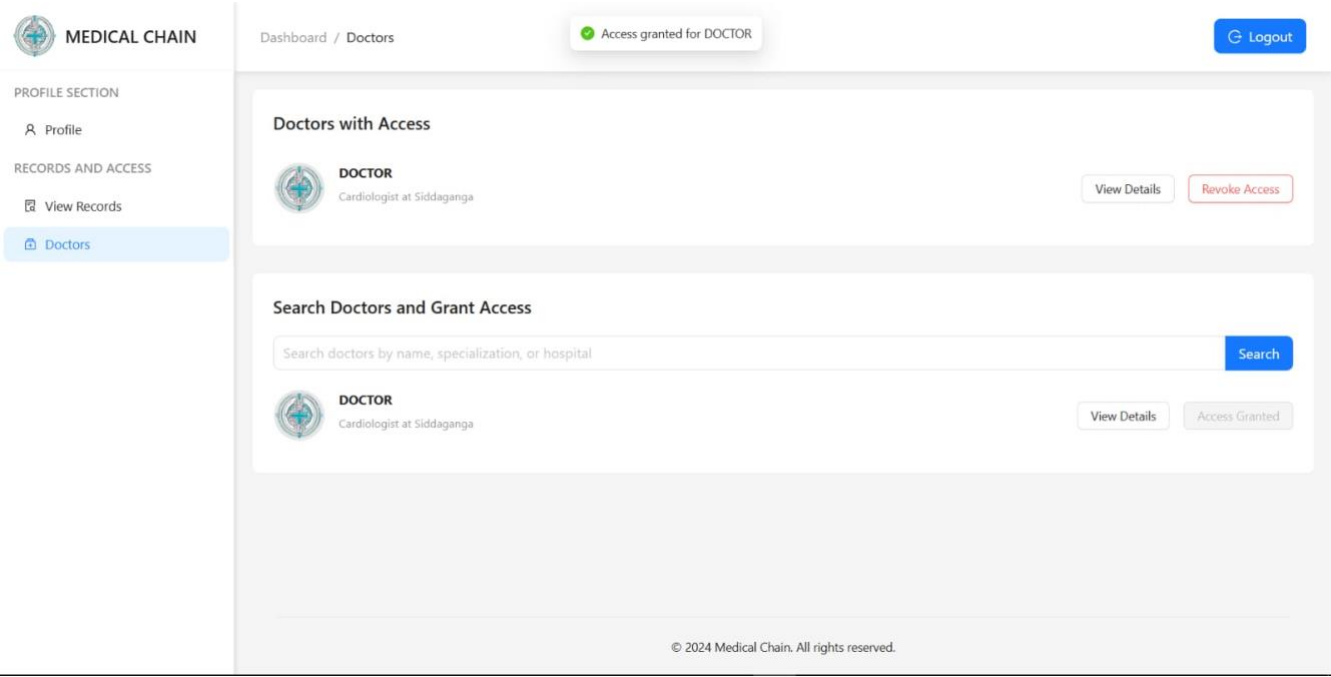 MEDICAL CHAIN
Dashboard / Doctors
Access granted for DOCTOR
Logout
PROFILE SECTION
Profile
RECORDS AND ACCESS
View Records
Doctors
Doctors with Access
DOCTOR
Cardiologist at Siddaganga
View Details
Revoke Access
Search Doctors and Grant Access
Search doctors by name, specialization, or hospital
Search
DOCTOR
Cardiologist at Siddaganga
View Details
Access Granted
© 2024 Medical Chain. All rights reserved.